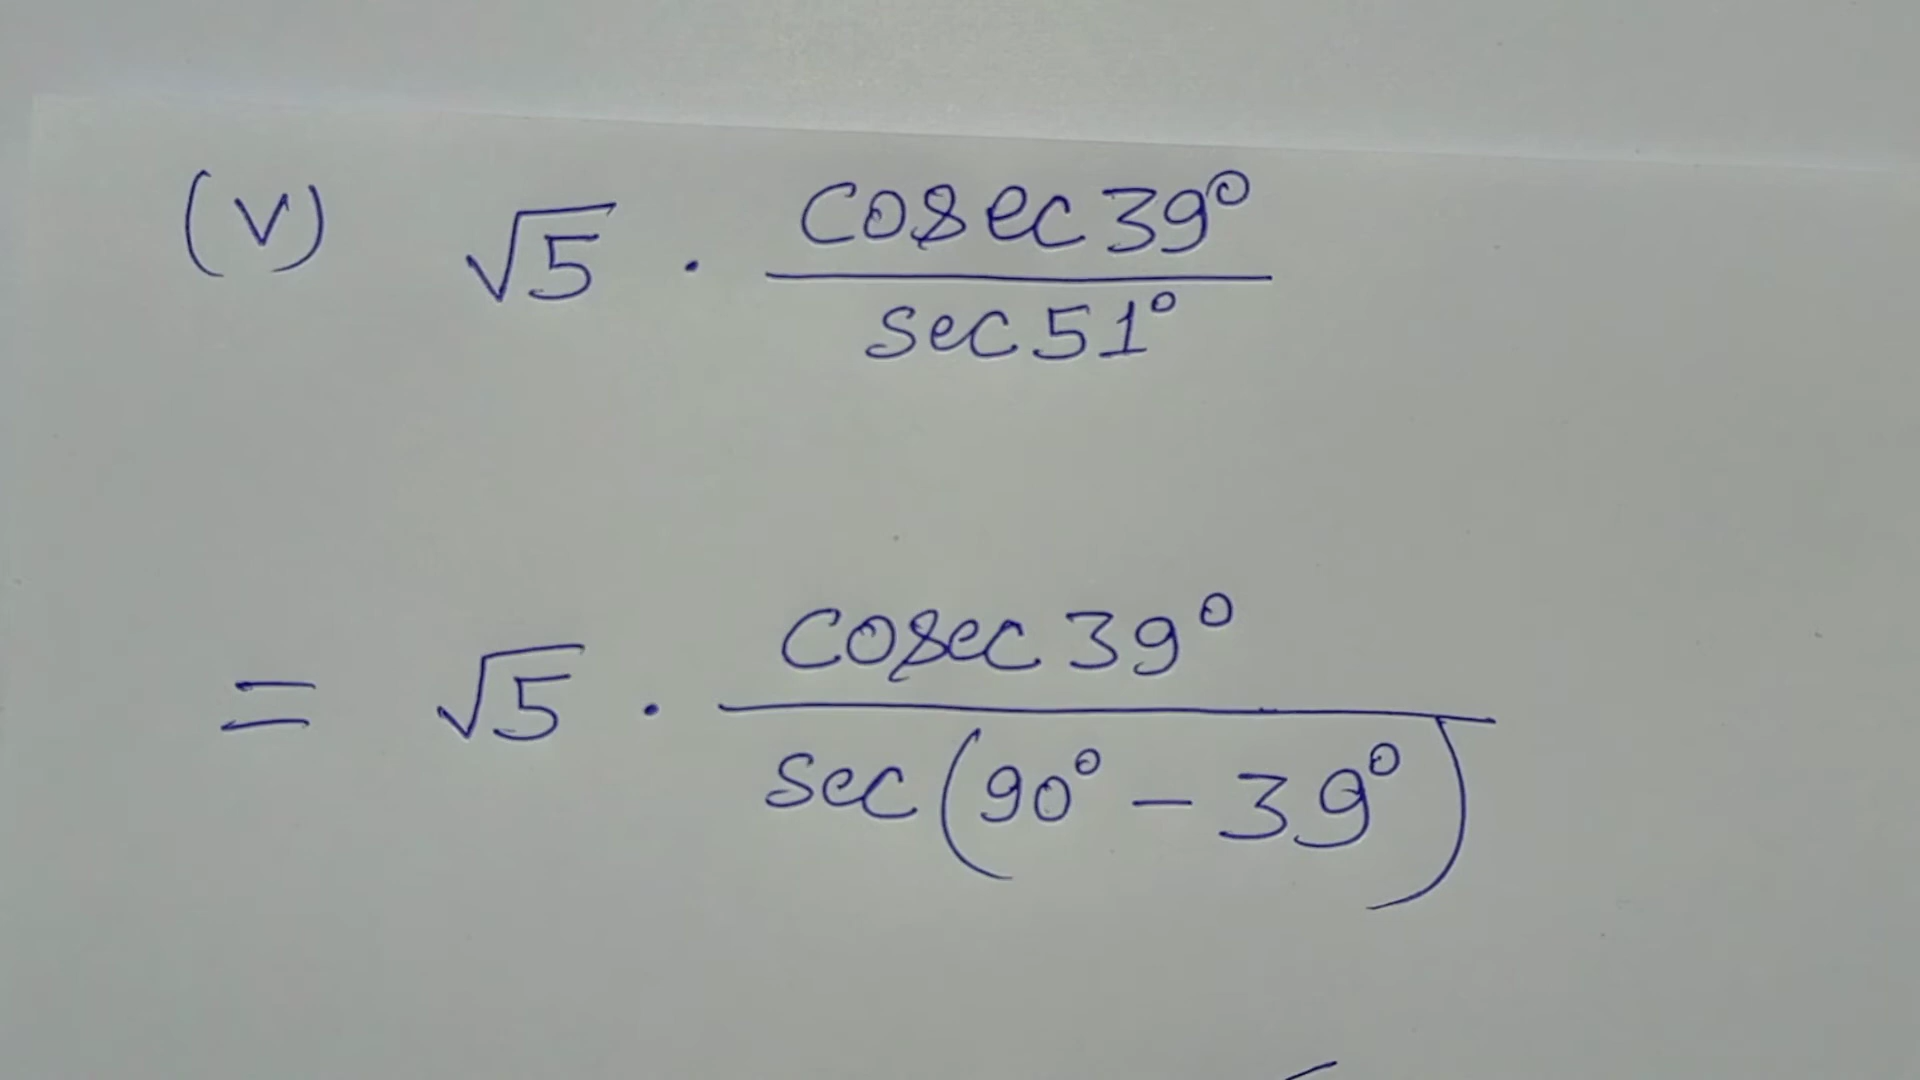 (v) √5 · cosec 39° / sec 51°
= √5 · cosec 39° / sec (90° – 39°)